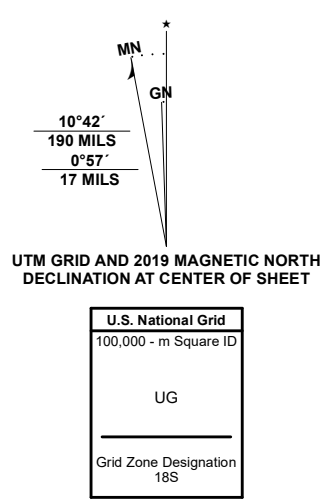 ★
MN
GN
10°42´
190 MILS
0°57´
17 MILS
UTM GRID AND 2019 MAGNETIC NORTH
DECLINATION AT CENTER OF SHEET
U.S. National Grid
100,000 - m Square ID
UG
Grid Zone Designation
18S